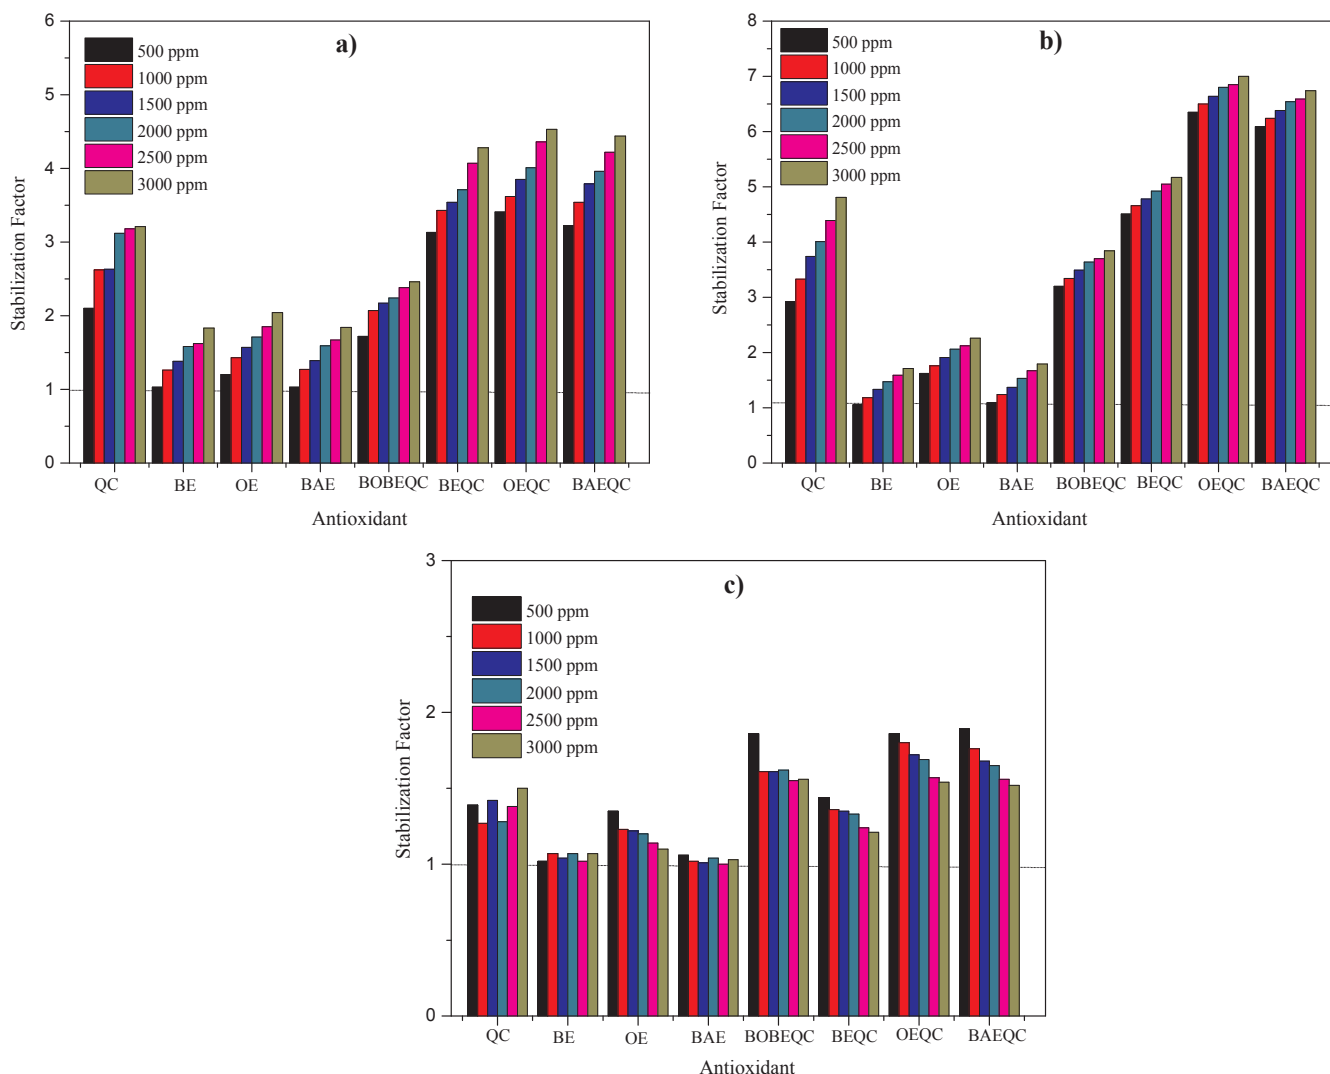 a)
6
5
4
3
2
1
0
Stabilization Factor
500 ppm
1000 ppm
1500 ppm
2000 ppm
2500 ppm
3000 ppm
QC BE OE BAE BOBEQC BEQC OEQC BAEQC
Antioxidant
b)
8
7
6
5
4
3
2
1
0
Stabilization Factor
500 ppm
1000 ppm
1500 ppm
2000 ppm
2500 ppm
3000 ppm
QC BE OE BAE BOBEQC BEQC OEQC BAEQC
Antioxidant
c)
3
2
1
0
Stabilization Factor
500 ppm
1000 ppm
1500 ppm
2000 ppm
2500 ppm
3000 ppm
QC BE OE BAE BOBEQC BEQC OEQC BAEQC
Antioxidant